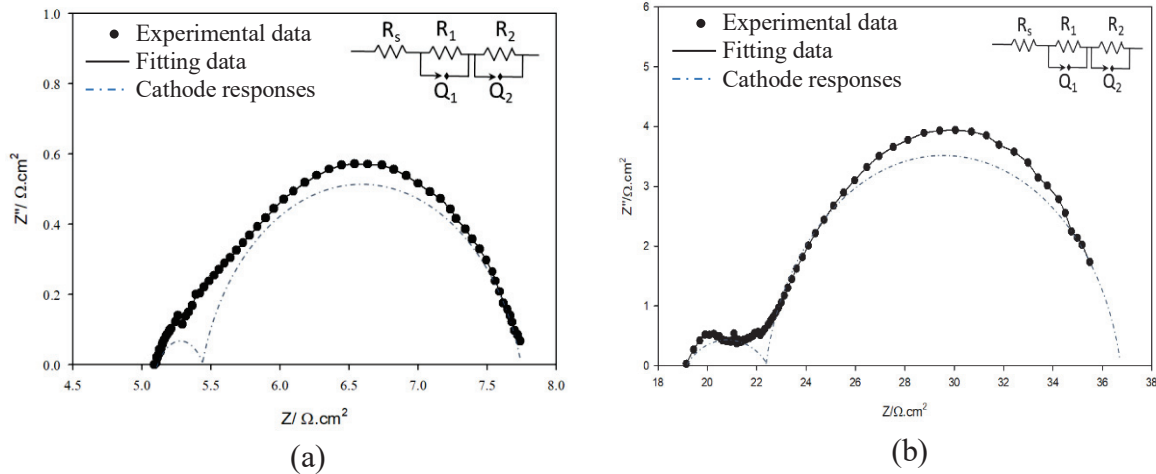 Experimental data
Fitting data
Cathode responses
Rs R1 R2
Q1 Q2
1.0
0.8
0.6
0.4
0.2
0.0
Z"/ Ω.cm²
4.5 5.0 5.5 6.0 6.5 7.0 7.5 8.0
Z/ Ω.cm²
(a)
Experimental data
Fitting data
Cathode responses
Rs R1 R2
Q1 Q2
6
5
4
3
2
1
0
Z"/Ω.cm²
18 20 22 24 26 28 30 32 34 36 38
Z/Ω.cm²
(b)